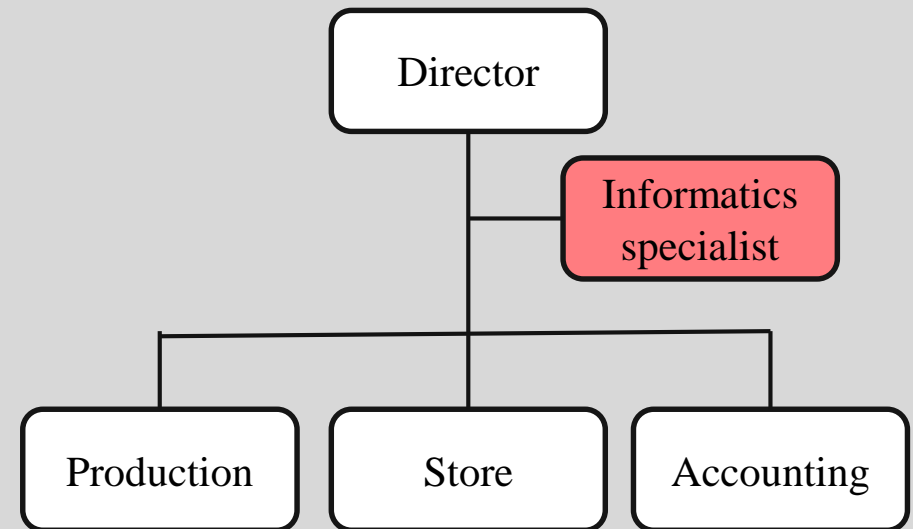 Director
Informatics
specialist
Production
Store
Accounting